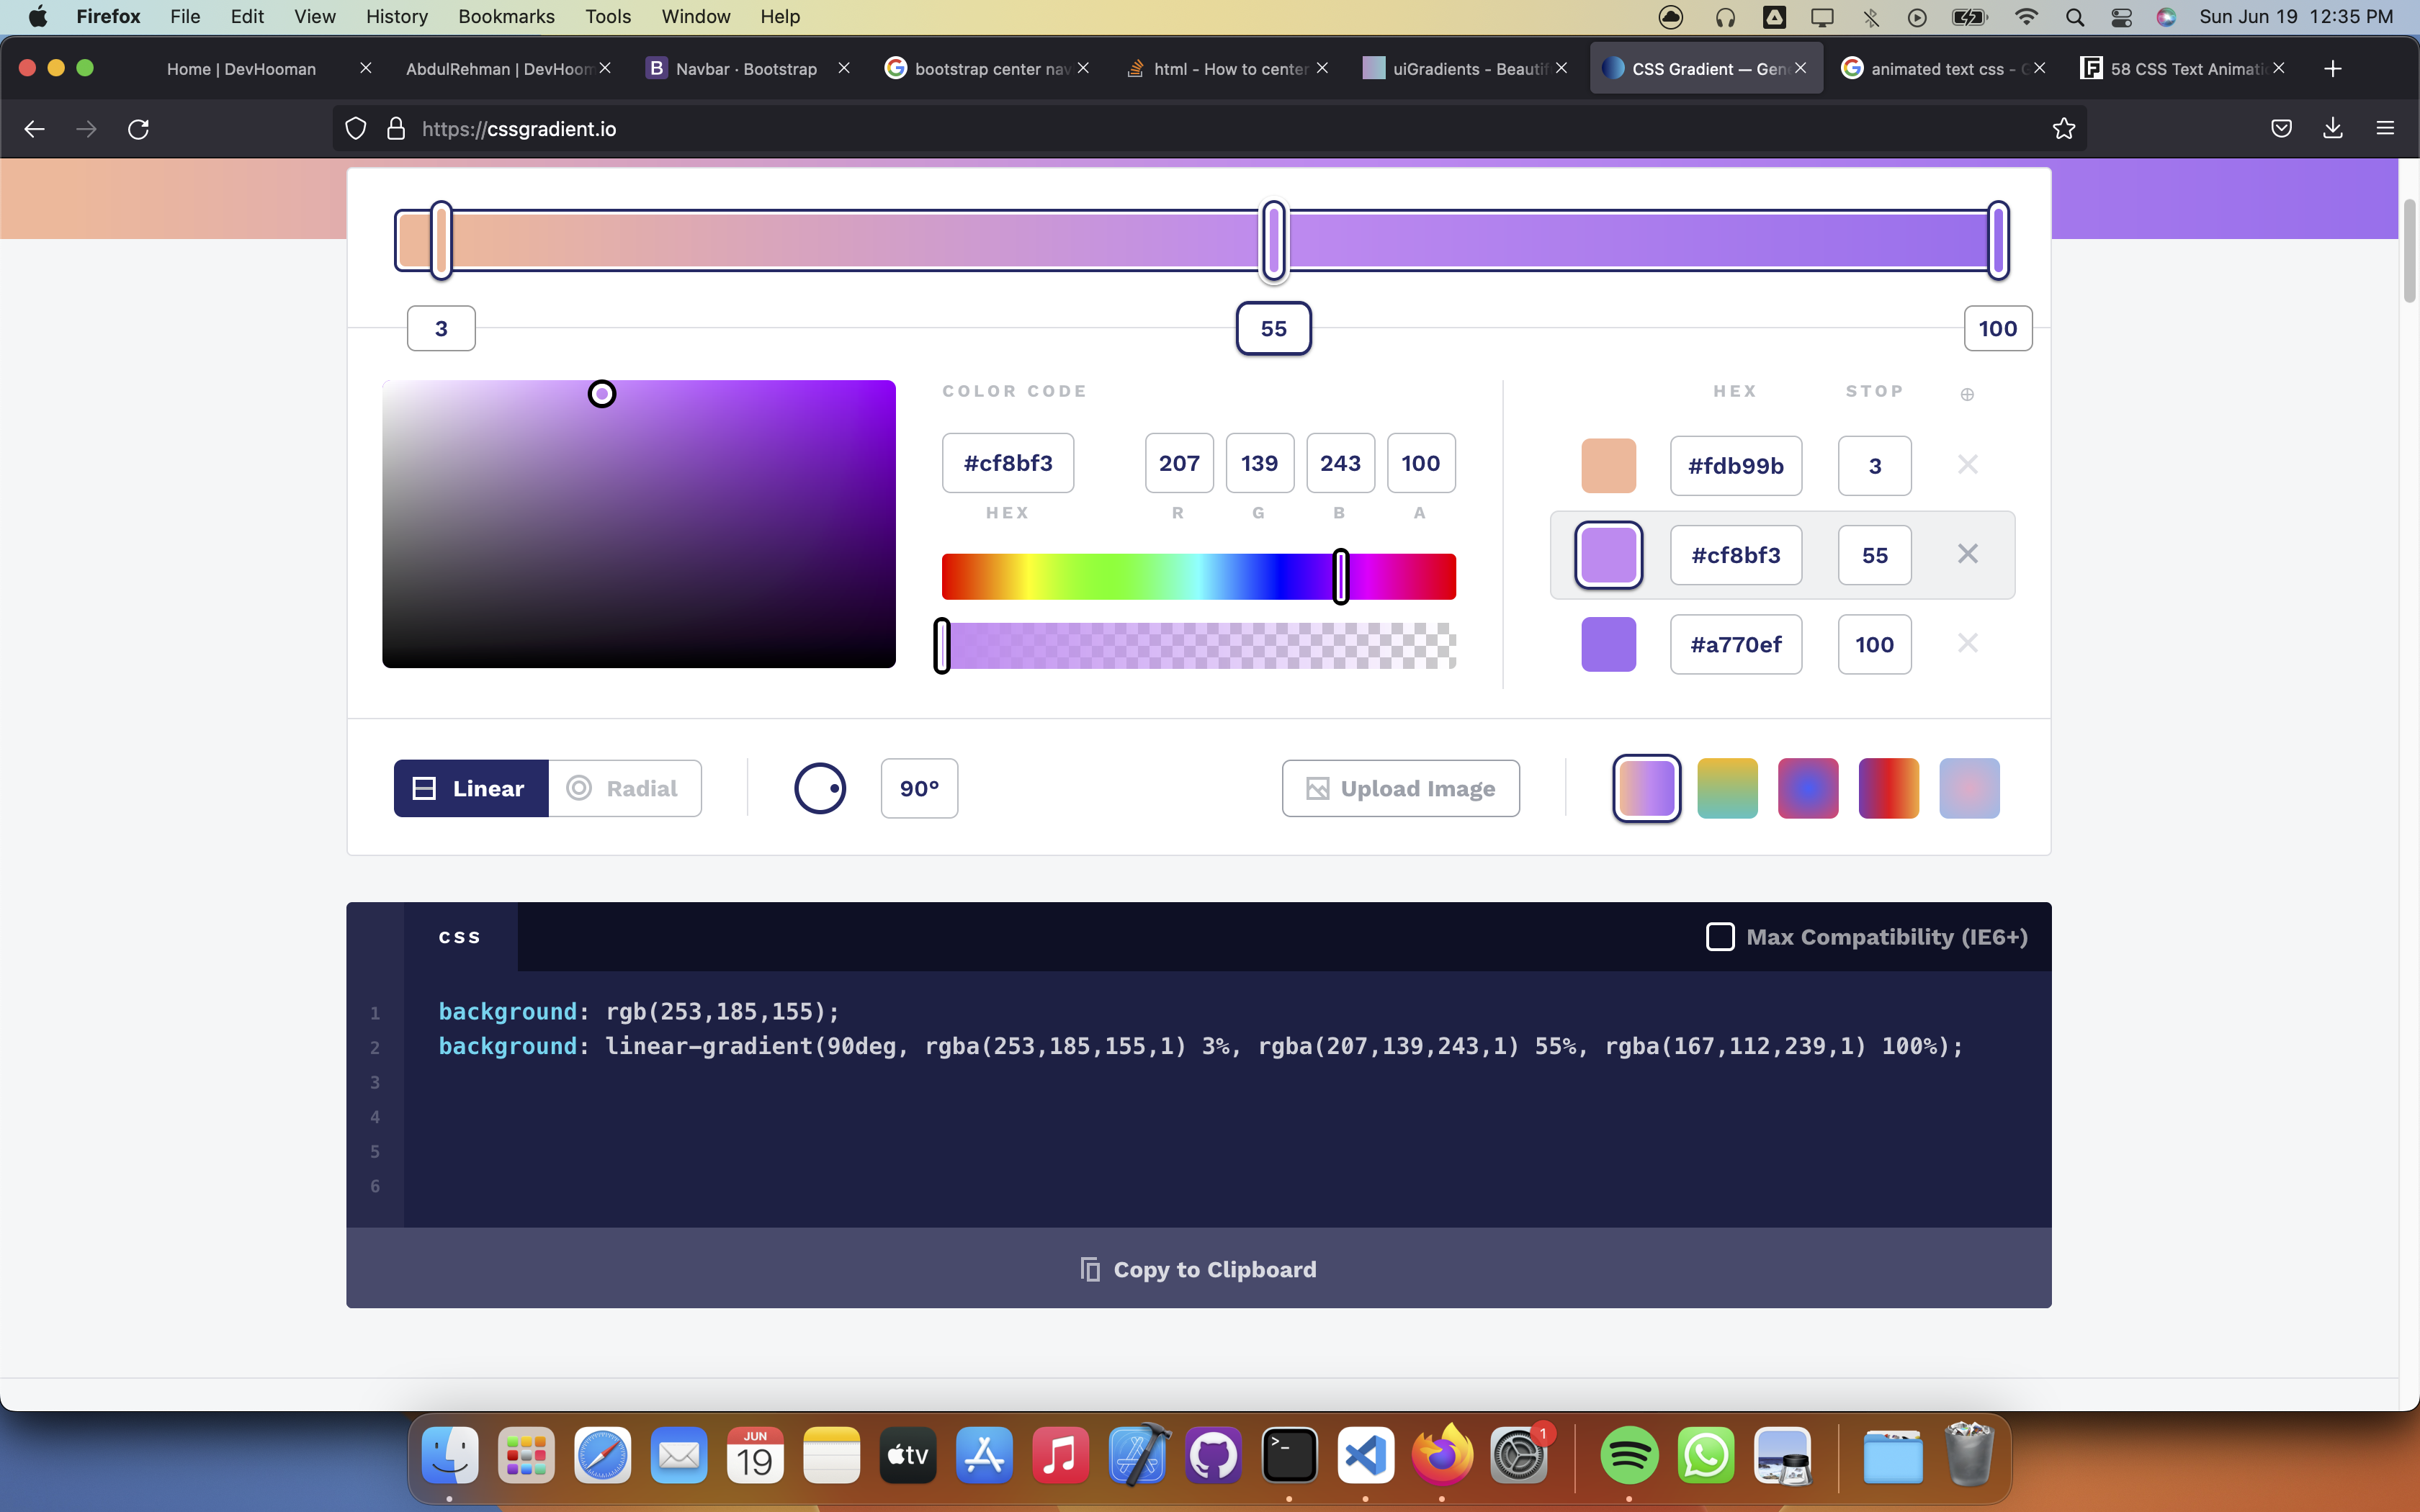 Firefox File Edit View History Bookmarks Tools Window Help Sun Jun 19 12:35 PM
Home | DevHooman AbdulRehman | DevHoom B Navbar · Bootstrap bootstrap center nav html - How to center uiGradients - Beautif CSS Gradient — Gen animated text css - G 58 CSS Text Animati
https://cssgradient.io
3 55 100
COLOR CODE HEX STOP
#cf8bf3 207 139 243 100
HEX R G B A
#fdb99b 3
#cf8bf3 55
#a770ef 100
Linear Radial 90° Upload Image
css Max Compatibility (IE6+)
1 background: rgb(253,185,155);
2 background: linear-gradient(90deg, rgba(253,185,155,1) 3%, rgba(207,139,243,1) 55%, rgba(167,112,239,1) 100%);
3
4
5
6
Copy to Clipboard
JUN
19
tv
>_
1